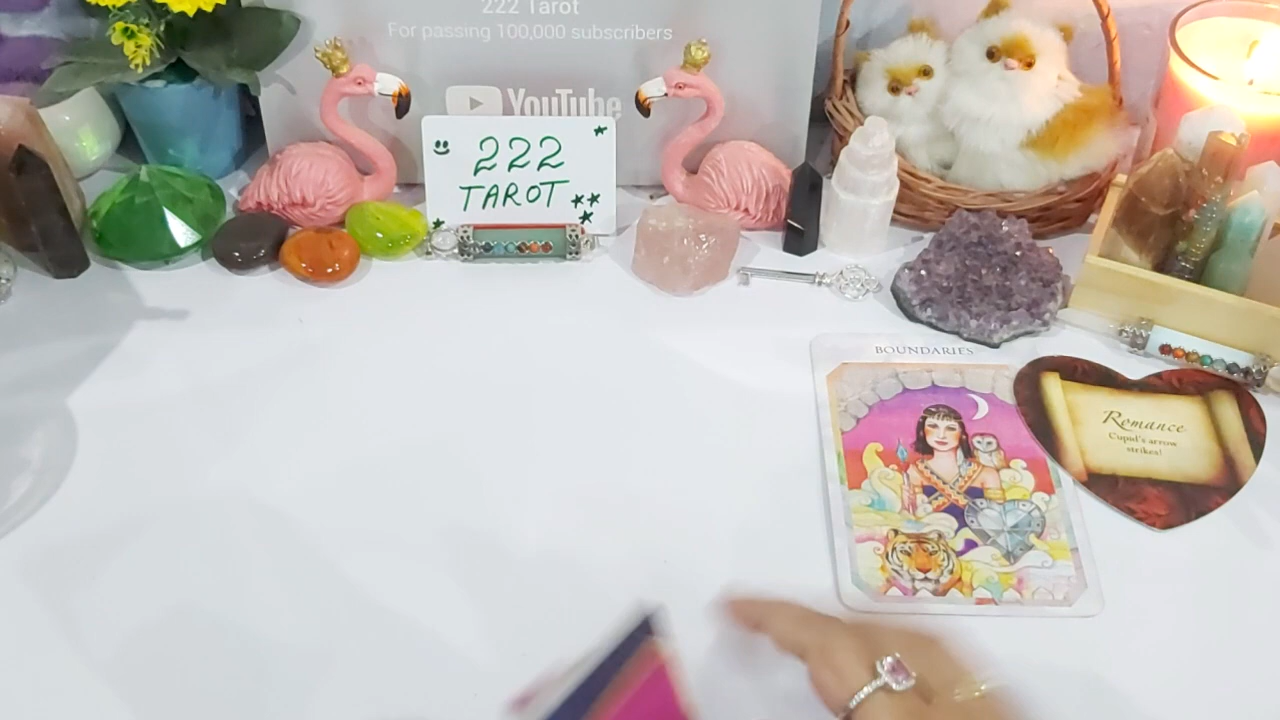 222 Tarot
For passing 100,000 subscribers
YouTube
222
TAROT
BOUNDARIES
Romance
Cupid's arrow
strikes!